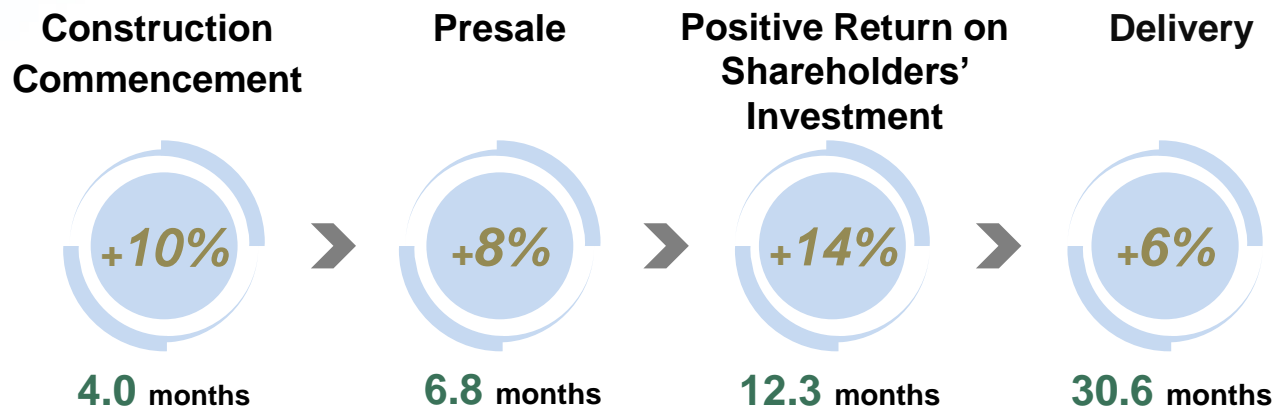 Construction
Commencement
Presale
Positive Return on
Shareholders’
Investment
Delivery
+10%
+8%
+14%
+6%
4.0 months
6.8 months
12.3 months
30.6 months